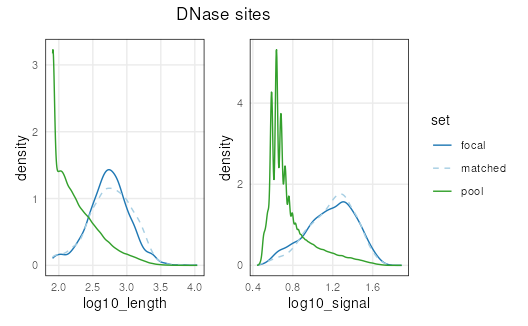 DNase sites
density
3
2
1
0
2.0 2.5 3.0 3.5 4.0
log10_length
density
4
2
0
0.4 0.8 1.2 1.6
log10_signal
set
focal
matched
pool